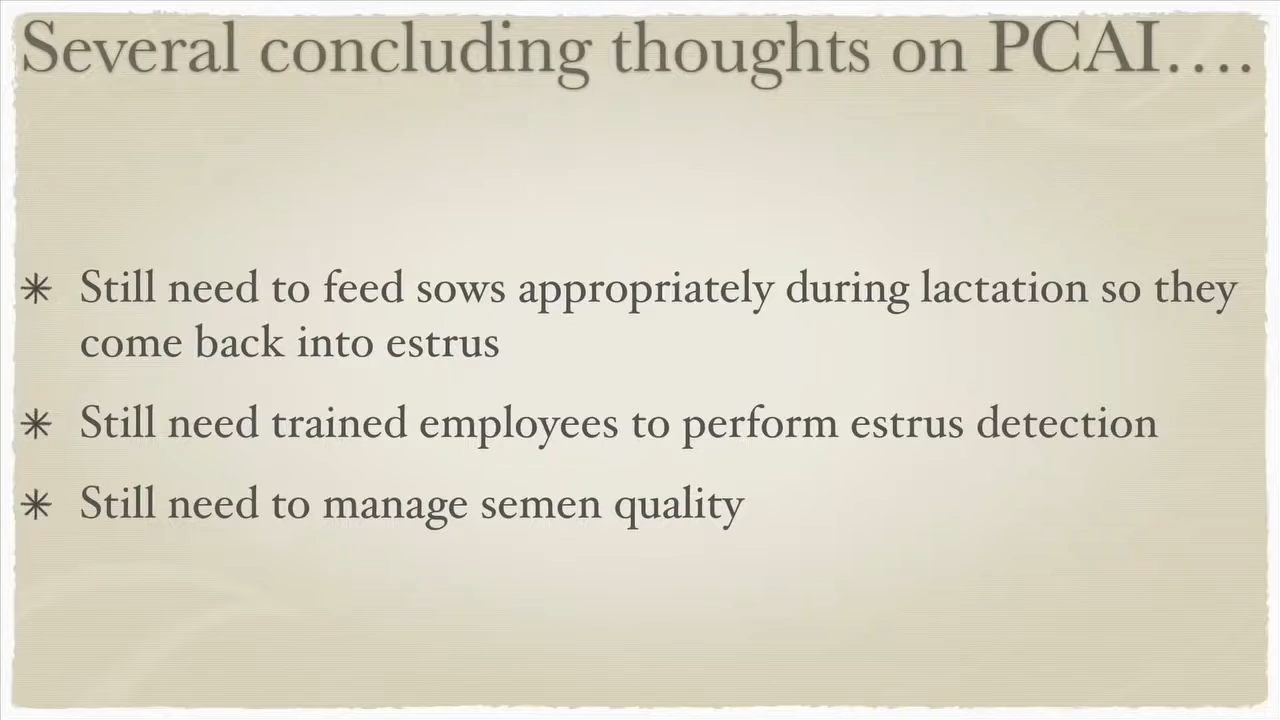 Several concluding thoughts on PCAI....
✳ Still need to feed sows appropriately during lactation so they
come back into estrus
✳ Still need trained employees to perform estrus detection
✳ Still need to manage semen quality